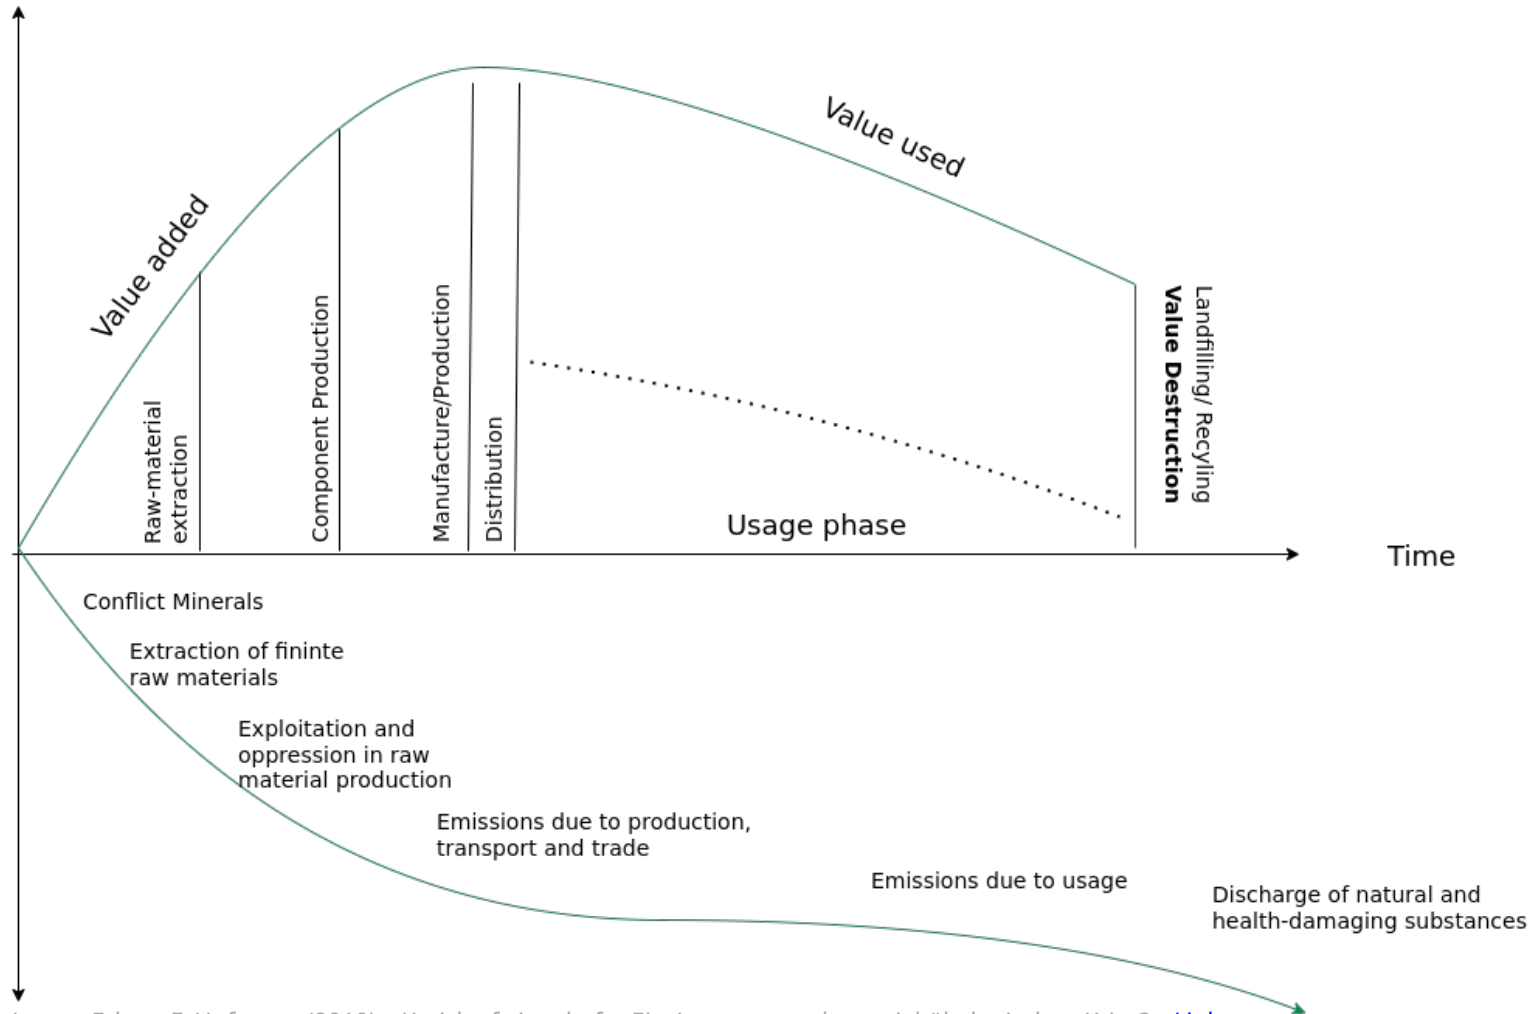 Value added
Value used
Raw-material
extraction
Component Production
Manufacture/Production
Distribution
Usage phase
Landfilling/ Recyling
Value Destruction
Time
Conflict Minerals
Extraction of fininte
raw materials
Exploitation and
oppression in raw
material production
Emissions due to production,
transport and trade
Emissions due to usage
Discharge of natural and
health-damaging substances